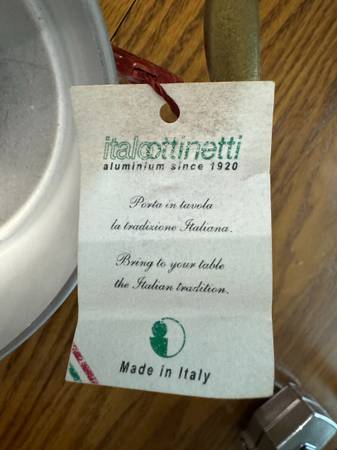 italoottinetti
aluminium since 1920
Porta in tavola
la tradizione Italiana.
Bring to your table
the Italian tradition.
Made in Italy